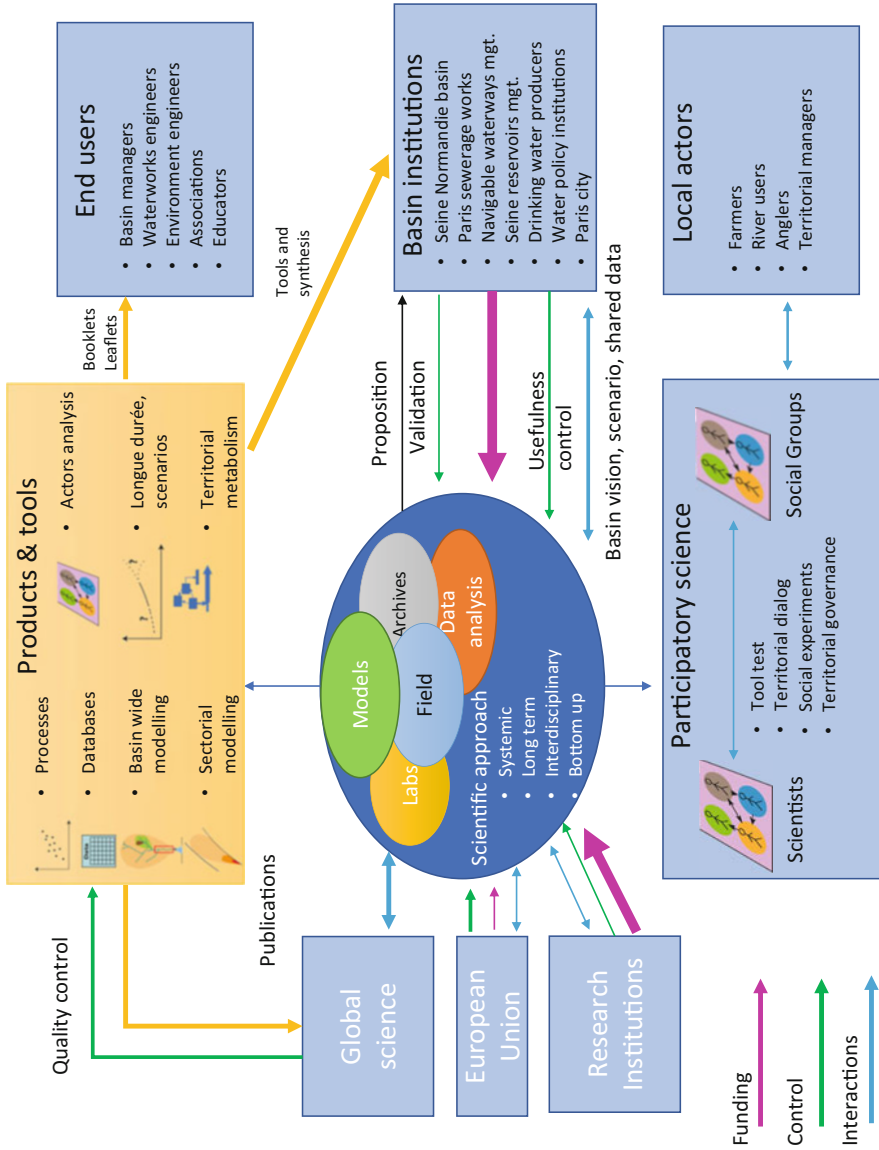 Quality control
Publications
Products & tools
• Processes
• Databases
• Basin wide
modelling
• Sectorial
modelling
• Actors analysis
• Longue durée,
scenarios
• Territorial
metabolism
?
?
Booklets
Leaflets
End users
• Basin managers
• Waterworks engineers
• Environment engineers
• Associations
• Educators
Tools and
synthesis
Global
science
European
Union
Research
Institutions
Models
Labs
Field
Archives
Data
analysis
Scientific approach
• Systemic
• Long term
• Interdisciplinary
• Bottom up
Proposition
Validation
Usefulness
control
Basin vision, scenario, shared data
Basin institutions
• Seine Normandie basin
• Paris sewerage works
• Navigable waterways mgt.
• Seine reservoirs mgt.
• Drinking water producers
• Water policy institutions
• Paris city
Participatory science
Scientists
Social Groups
• Tool test
• Territorial dialog
• Social experiments
• Territorial governance
Local actors
• Farmers
• River users
• Anglers
• Territorial managers
Funding
Control
Interactions